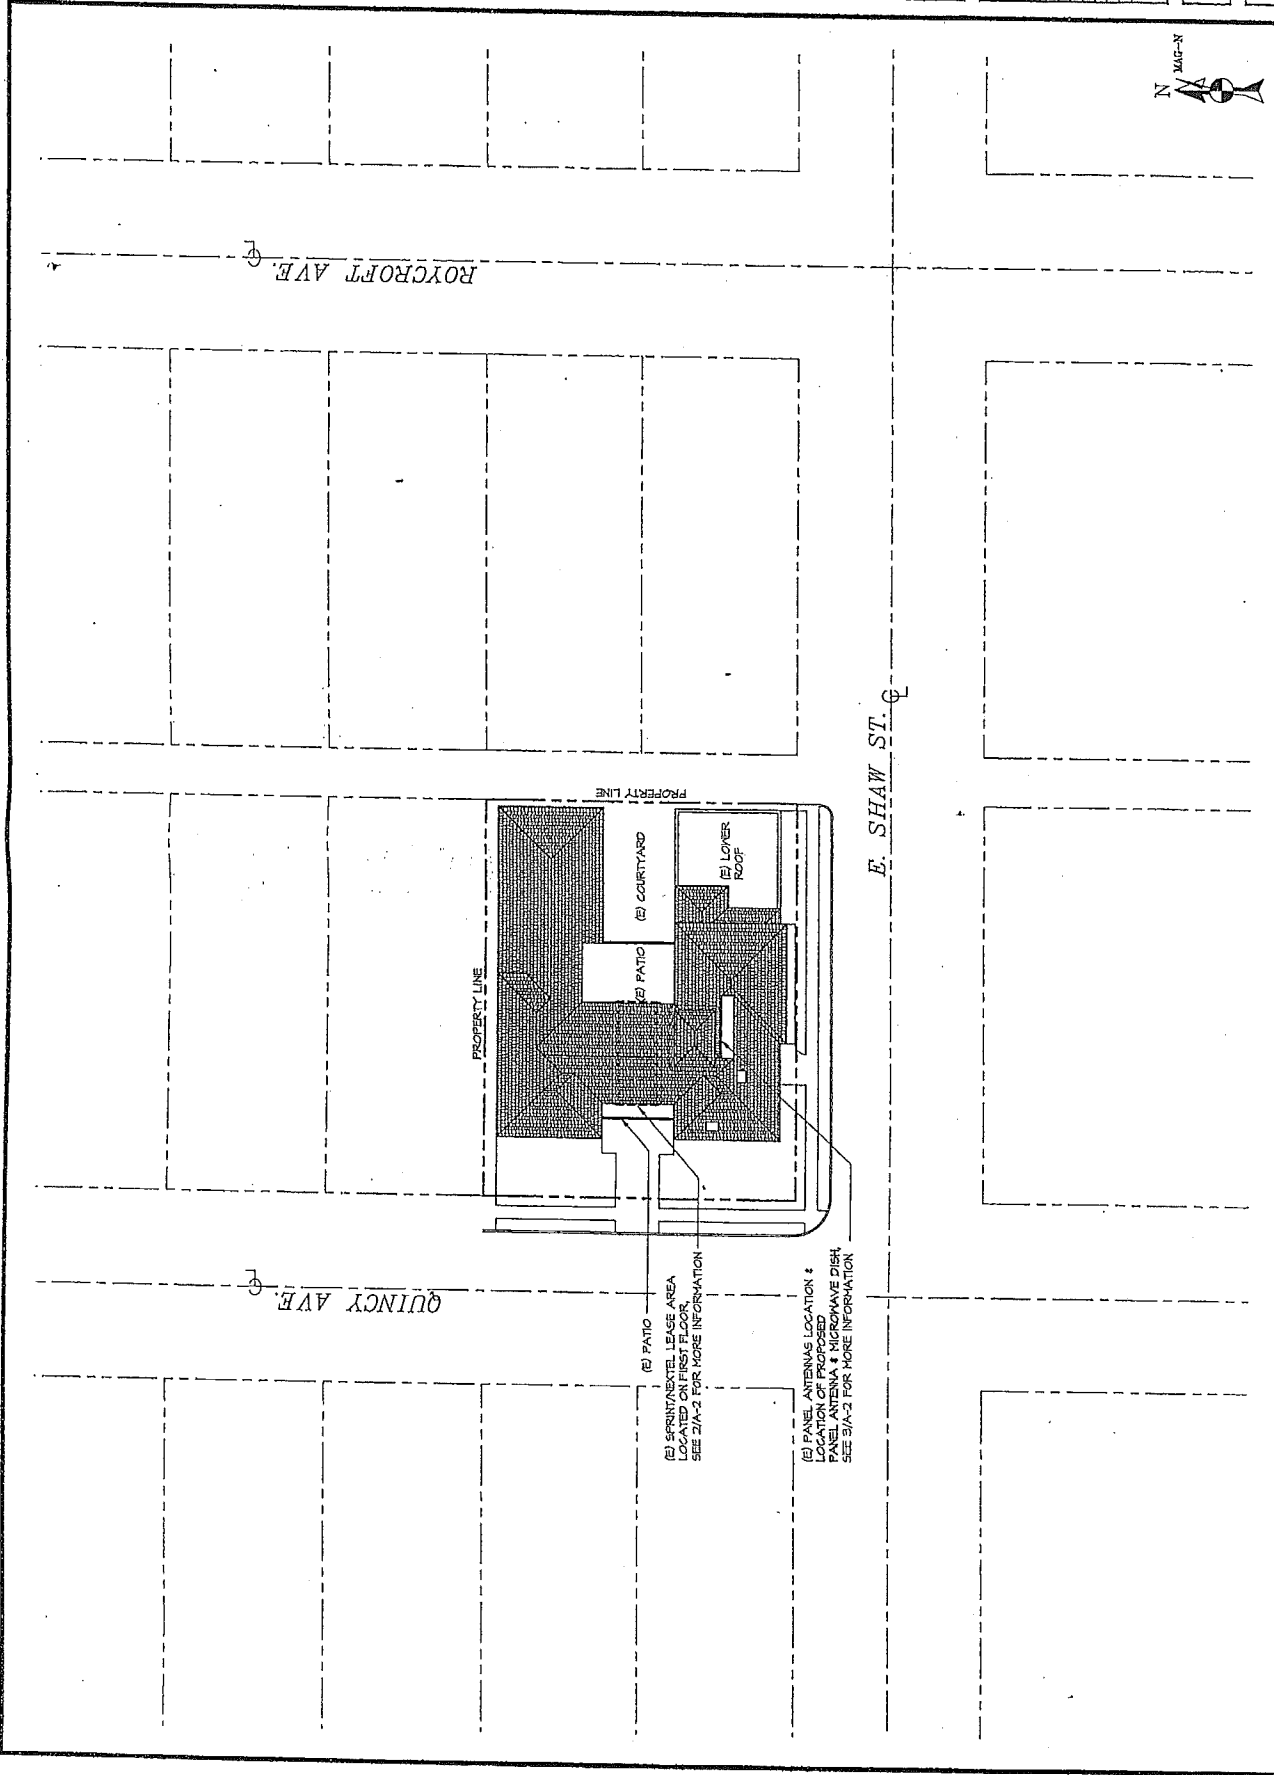 N
MAG-N
ROYCROFT AVE.
QUINCY AVE.
E. SHAW ST.
PROPERTY LINE
PROPERTY LINE
(E) COURTYARD
(E) LOWER
ROOF
(E) PATIO
(E) PATIO
(E) SPRINT/NEXTEL LEASE AREA
LOCATED ON FIRST FLOOR,
SEE 2/A-2 FOR MORE INFORMATION
(E) PANEL ANTENNAS LOCATION &
LOCATION OF PROPOSED
PANEL ANTENNA & MICROWAVE DISH,
SEE 3/A-2 FOR MORE INFORMATION